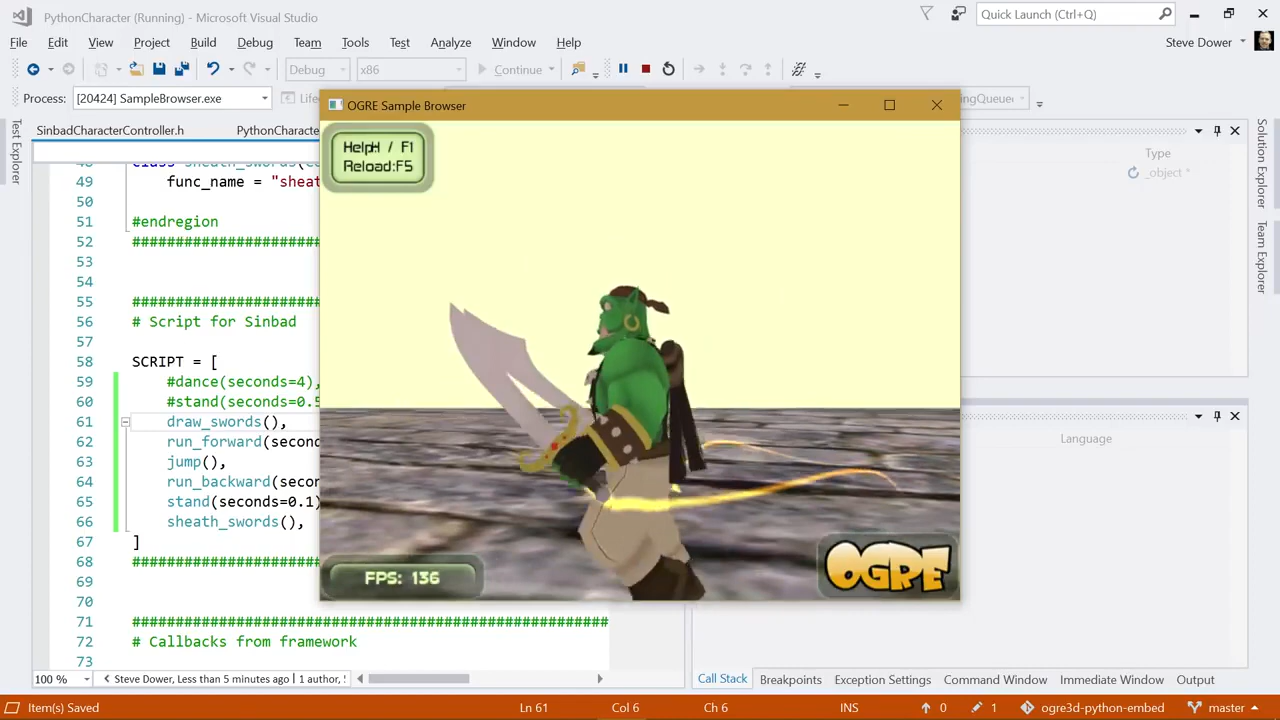 PythonCharacter (Running) - Microsoft Visual Studio
Quick Launch (Ctrl+Q)
File Edit View Project Build Debug Team Tools Test Analyze Window Help
Steve Dower
Debug x86 Continue
Process: [20424] SampleBrowser.exe
OGRE Sample Browser
SinbadCharacterController.h
Test Explorer
Solution Explorer
Team Explorer
Type
_object *
Language
Help:H / F1
Reload:F5
FPS: 136
OGRE
49 func_name = "sheat
50
51 #endregion
52 ########################
53
54
55 ########################
56 # Script for Sinbad
57
58 SCRIPT = [
59 #dance(seconds=4),
60 #stand(seconds=0.5
61 draw_swords(),
62 run_forward(secon
63 jump(),
64 run_backward(seco
65 stand(seconds=0.1)
66 sheath_swords(),
67 ]
68 ########################
69
70
71 ############################################################
72 # Callbacks from framework
73
100 % Steve Dower, Less than 5 minutes ago | 1 author,
Call Stack Breakpoints Exception Settings Command Window Immediate Window Output
Item(s) Saved Ln 61 Col 6 Ch 6 INS 0 1 ogre3d-python-embed master